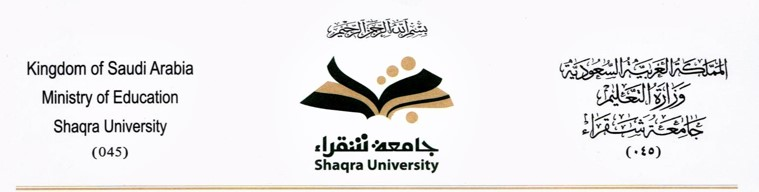 بسم الله الرحمن الرحيم
Kingdom of Saudi Arabia
Ministry of Education
Shaqra University
(045)
جامعة شقراء
Shaqra University
المملكة العربية السعودية
وزارة التعليم
جامعة شقراء
(٠٤٥)